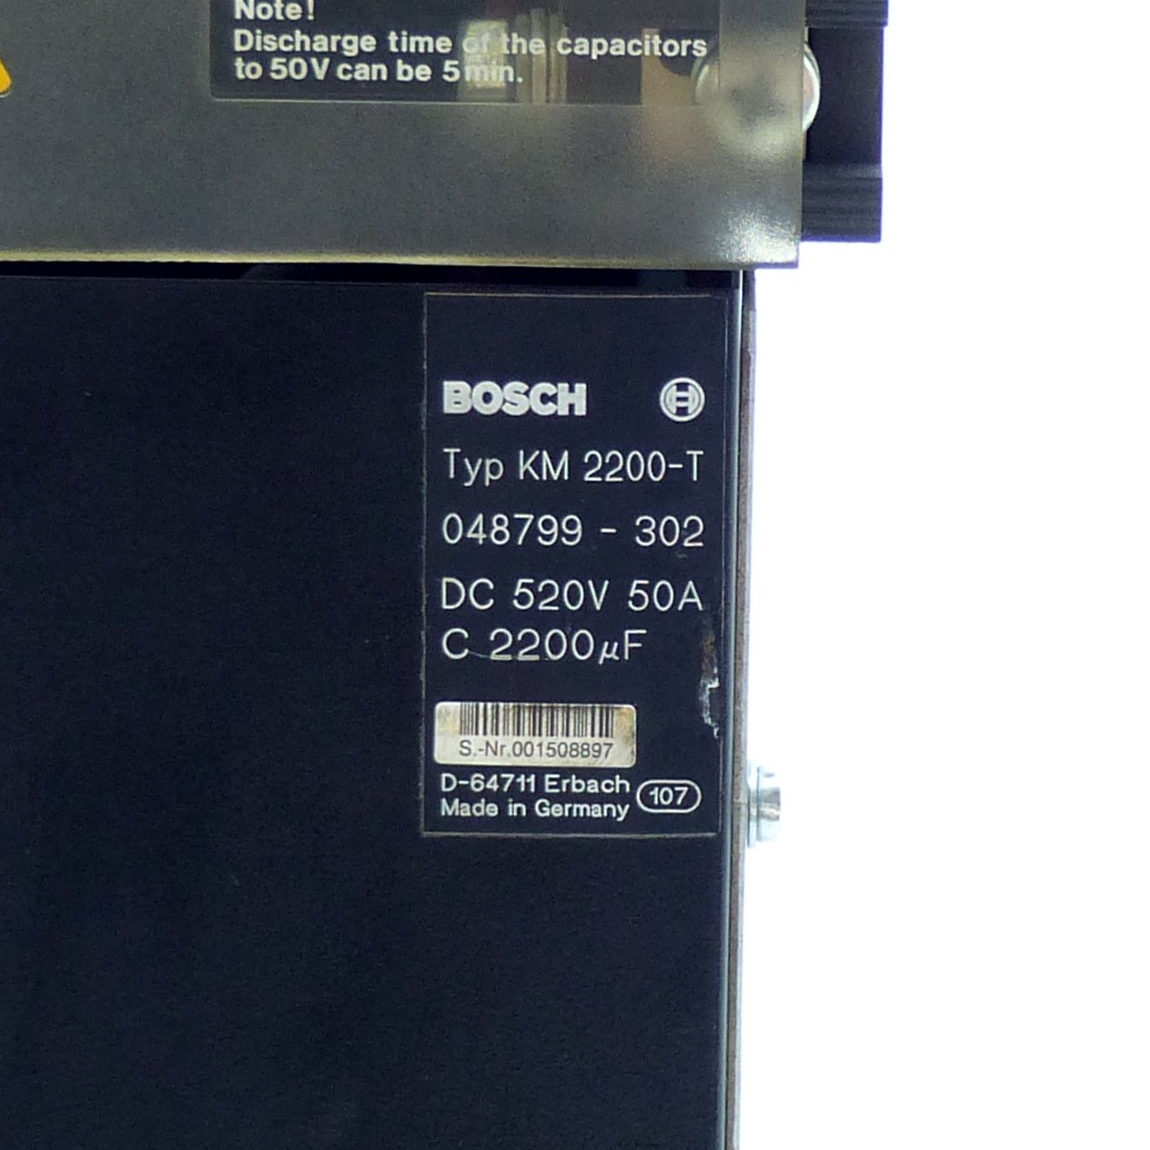 Note!
Discharge time of the capacitors
to 50V can be 5min.
BOSCH
Typ KM 2200-T
048799 - 302
DC 520V 50A
C 2200µF
S.-Nr.001508897
D-64711 Erbach
Made in Germany
107